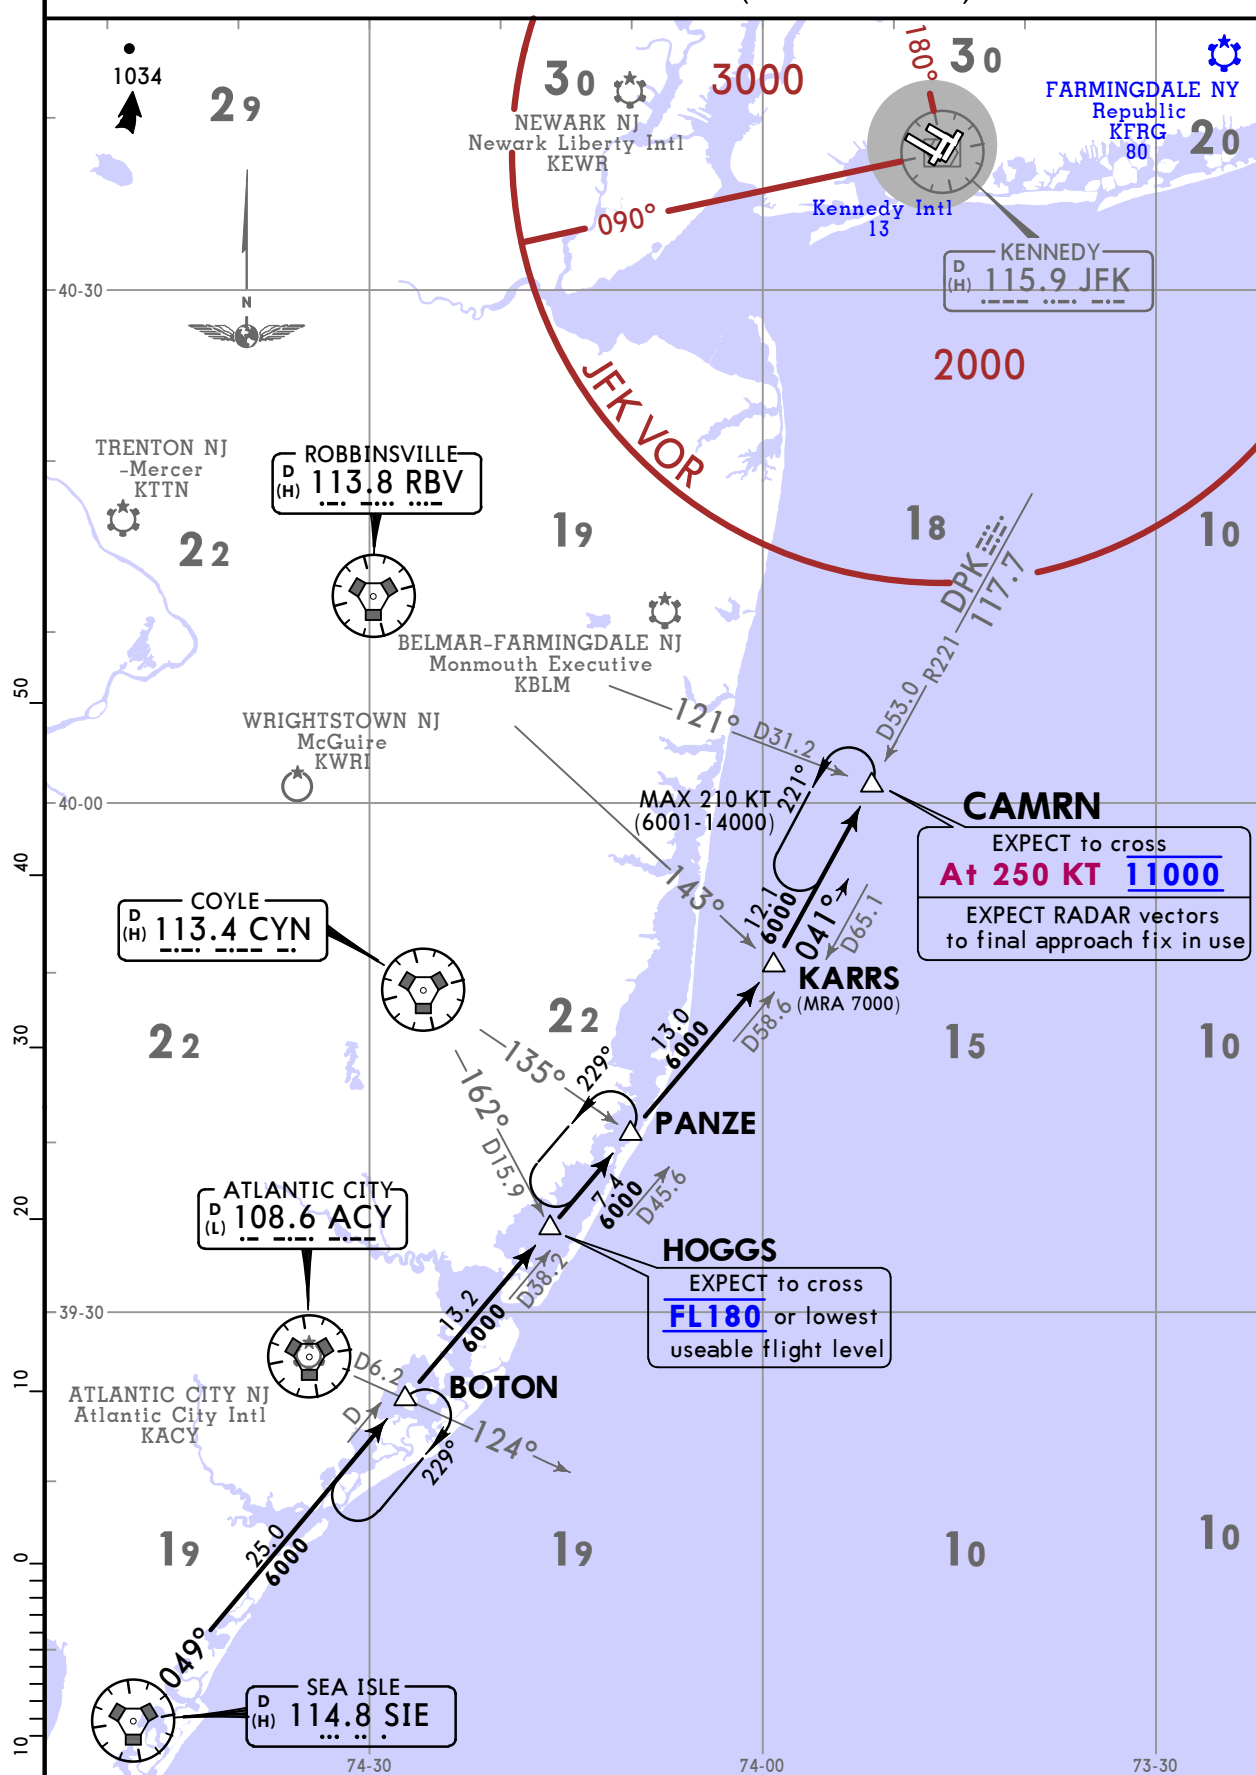 1034
29
30
3000
180°
30
FARMINGDALE NY
Republic
KFRG
80
20
NEWARK NJ
Newark Liberty Intl
KEWR
090°
Kennedy Intl
13
KENNEDY
D
(H)
115.9 JFK
40-30
N
2000
JFK VOR
TRENTON NJ
-Mercer
KTTN
ROBBINSVILLE
D
(H)
113.8 RBV
22
19
18
10
DPK
117.7
R221
D53.0
BELMAR-FARMINGDALE NJ
Monmouth Executive
KBLM
50
WRIGHTSTOWN NJ
McGuire
KWRI
121°
D31.2
221°
MAX 210 KT
(6001-14000)
40-00
CAMRN
EXPECT to cross
At 250 KT 11000
EXPECT RADAR vectors
to final approach fix in use
40
143°
12.1
6000
041°
D65.1
COYLE
D
(H)
113.4 CYN
KARRS
(MRA 7000)
D58.6
13.0
6000
30
22
22
15
10
135°
229°
162°
D15.9
PANZE
7.4
6000
D45.6
20
ATLANTIC CITY
D
(L)
108.6 ACY
HOGGS
EXPECT to cross
FL180 or lowest
useable flight level
D38.2
39-30
13.2
6000
10
D6.2
BOTON
D
124°
229°
ATLANTIC CITY NJ
Atlantic City Intl
KACY
19
19
10
10
25.0
6000
0
049°
SEA ISLE
D
(H)
114.8 SIE
10
74-30
74-00
73-30